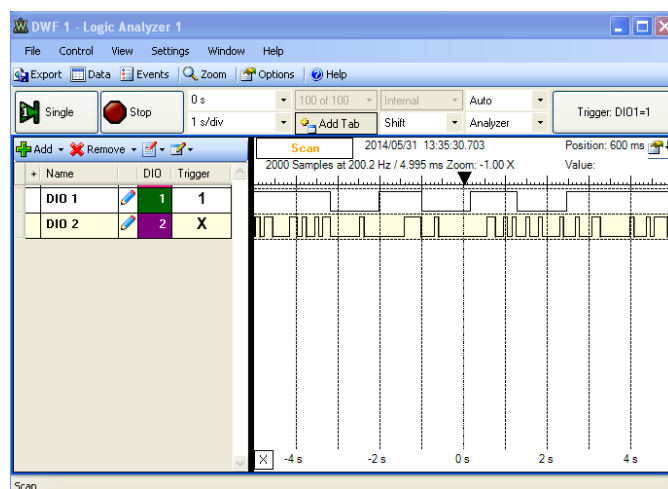 DWF 1 - Logic Analyzer 1
File Control View Settings Window Help
Export Data Events Zoom Options Help
Single Stop 0 s 100 of 100 Internal Auto Trigger: DIO1=1
1 s/div Add Tab Shift Analyzer
Add Remove Scan 2014/05/31 13:35:30.703 Position: 600 ms
2000 Samples at 200.2 Hz / 4.995 ms Zoom: -1.00 X Value:
+ Name DIO Trigger
DIO 1 1 1
DIO 2 2 X
X -4 s -2 s 0 s 2 s 4 s
Scan